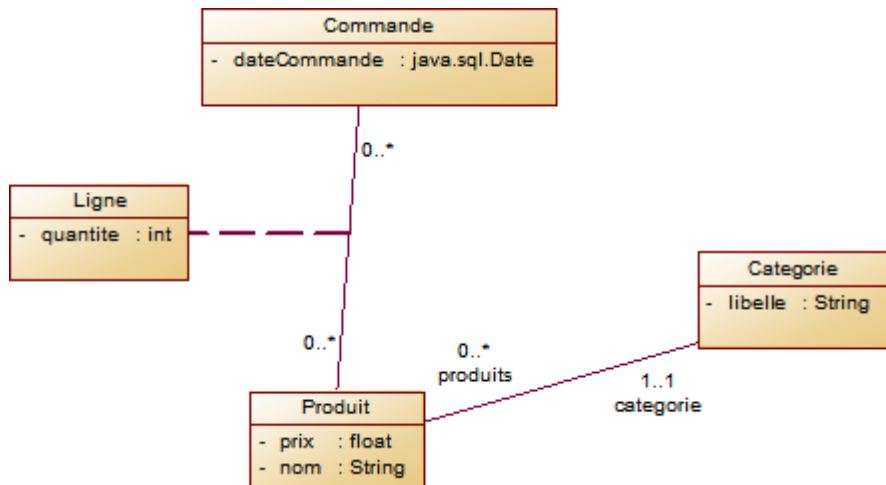 Commande
- dateCommande : java.sql.Date
0..*
Ligne
- quantite : int
Categorie
- libelle : String
0..*
0..*
produits
1..1
categorie
Produit
- prix : float
- nom : String